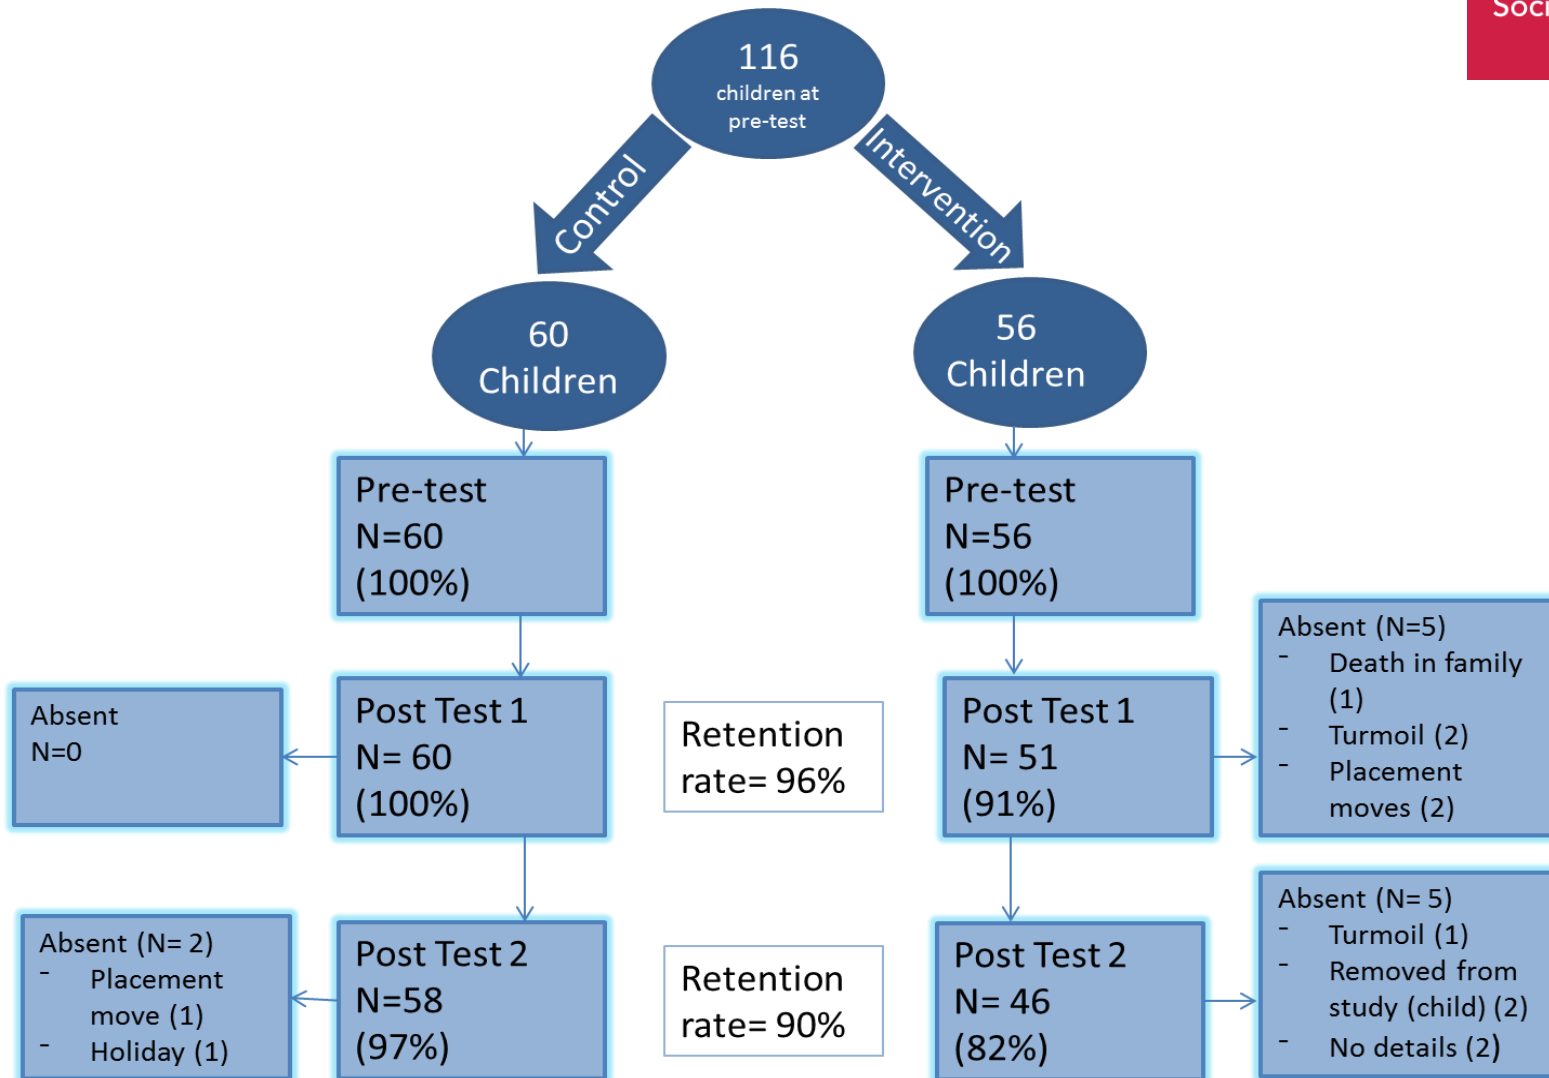 Soci
116
children at
pre-test
Control
Intervention
60
Children
56
Children
Pre-test
N=60
(100%)
Pre-test
N=56
(100%)
Absent
N=0
Post Test 1
N= 60
(100%)
Retention
rate= 96%
Post Test 1
N= 51
(91%)
Absent (N=5)
- Death in family
(1)
- Turmoil (2)
- Placement
moves (2)
Absent (N= 2)
- Placement
move (1)
- Holiday (1)
Post Test 2
N=58
(97%)
Retention
rate= 90%
Post Test 2
N= 46
(82%)
Absent (N= 5)
- Turmoil (1)
- Removed from
study (child) (2)
- No details (2)